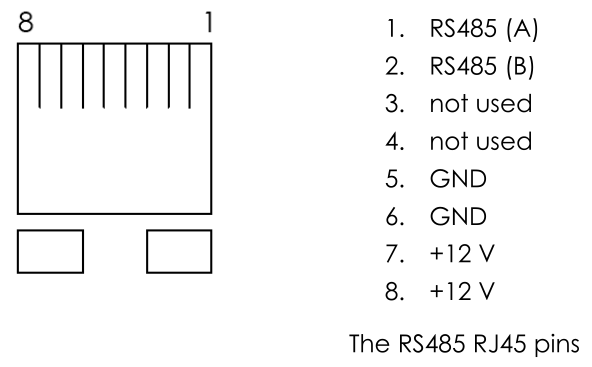 8 1
1. RS485 (A)
2. RS485 (B)
3. not used
4. not used
5. GND
6. GND
7. +12 V
8. +12 V
The RS485 RJ45 pins